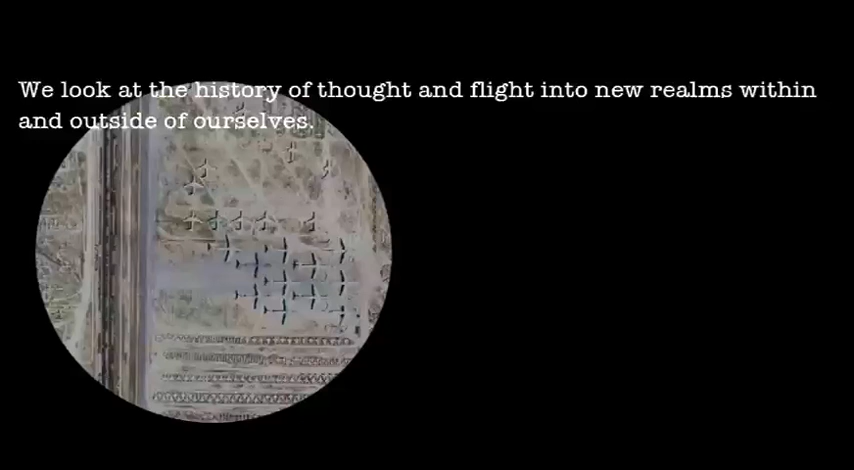 We look at the history of thought and flight into new realms within
and outside of ourselves.